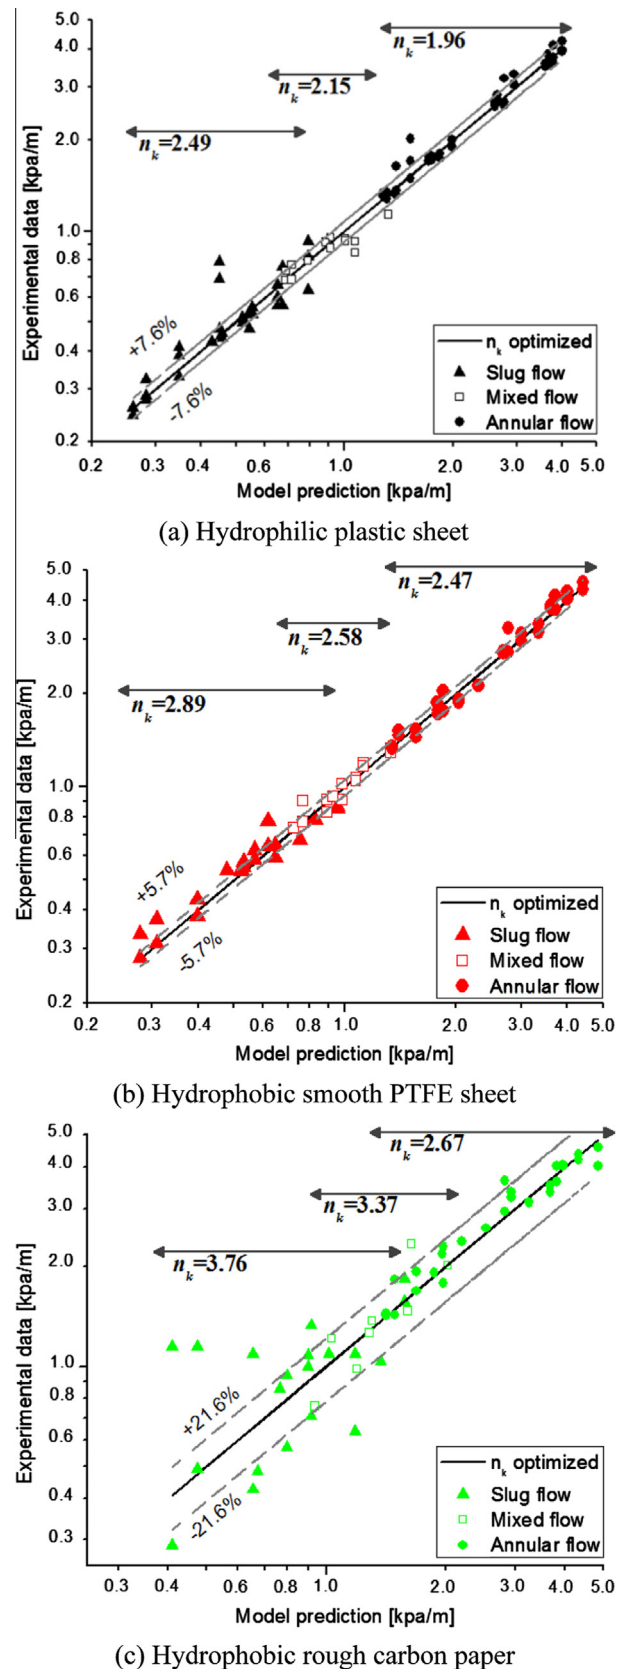 Experimental data [kpa/m]
5.0
4.0
3.0
2.0
1.0
0.8
0.6
0.4
0.3
0.2
n_k=1.96
n_k=2.15
n_k=2.49
+7.6%
-7.6%
n_k optimized
Slug flow
Mixed flow
Annular flow
0.2 0.3 0.4 0.6 0.8 1.0 2.0 3.0 4.0 5.0
Model prediction [kpa/m]
(a) Hydrophilic plastic sheet
Experimental data [kpa/m]
5.0
4.0
3.0
2.0
1.0
0.8
0.6
0.4
0.3
0.2
n_k=2.47
n_k=2.58
n_k=2.89
+5.7%
-5.7%
n_k optimized
Slug flow
Mixed flow
Annular flow
0.2 0.3 0.4 0.6 0.8 1.0 2.0 3.0 4.0 5.0
Model prediction [kpa/m]
(b) Hydrophobic smooth PTFE sheet
Experimental data [kpa/m]
5.0
4.0
3.0
2.0
1.0
0.8
0.6
0.4
0.3
n_k=2.67
n_k=3.37
n_k=3.76
+21.6%
-21.6%
n_k optimized
Slug flow
Mixed flow
Annular flow
0.3 0.4 0.6 0.8 1.0 2.0 3.0 4.0 5.0
Model prediction [kpa/m]
(c) Hydrophobic rough carbon paper